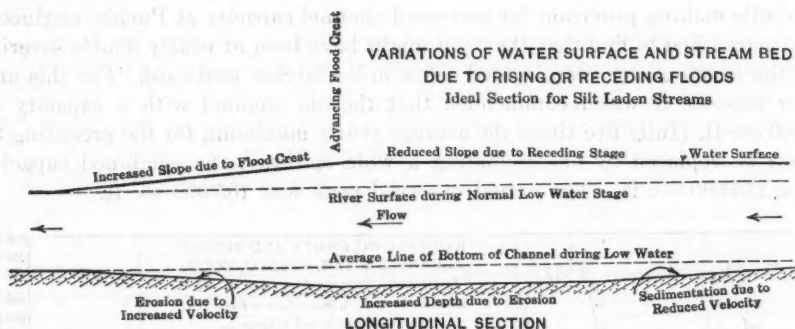 Advancing Flood Crest
VARIATIONS OF WATER SURFACE AND STREAM BED
DUE TO RISING OR RECEDING FLOODS
Ideal Section for Silt Laden Streams
Increased Slope due to Flood Crest
Reduced Slope due to Receding Stage
Water Surface
River Surface during Normal Low Water Stage
Flow
Average Line of Bottom of Channel during Low Water
Erosion due to
Increased Velocity
Increased Depth due to Erosion
Sedimentation due to
Reduced Velocity
LONGITUDINAL SECTION